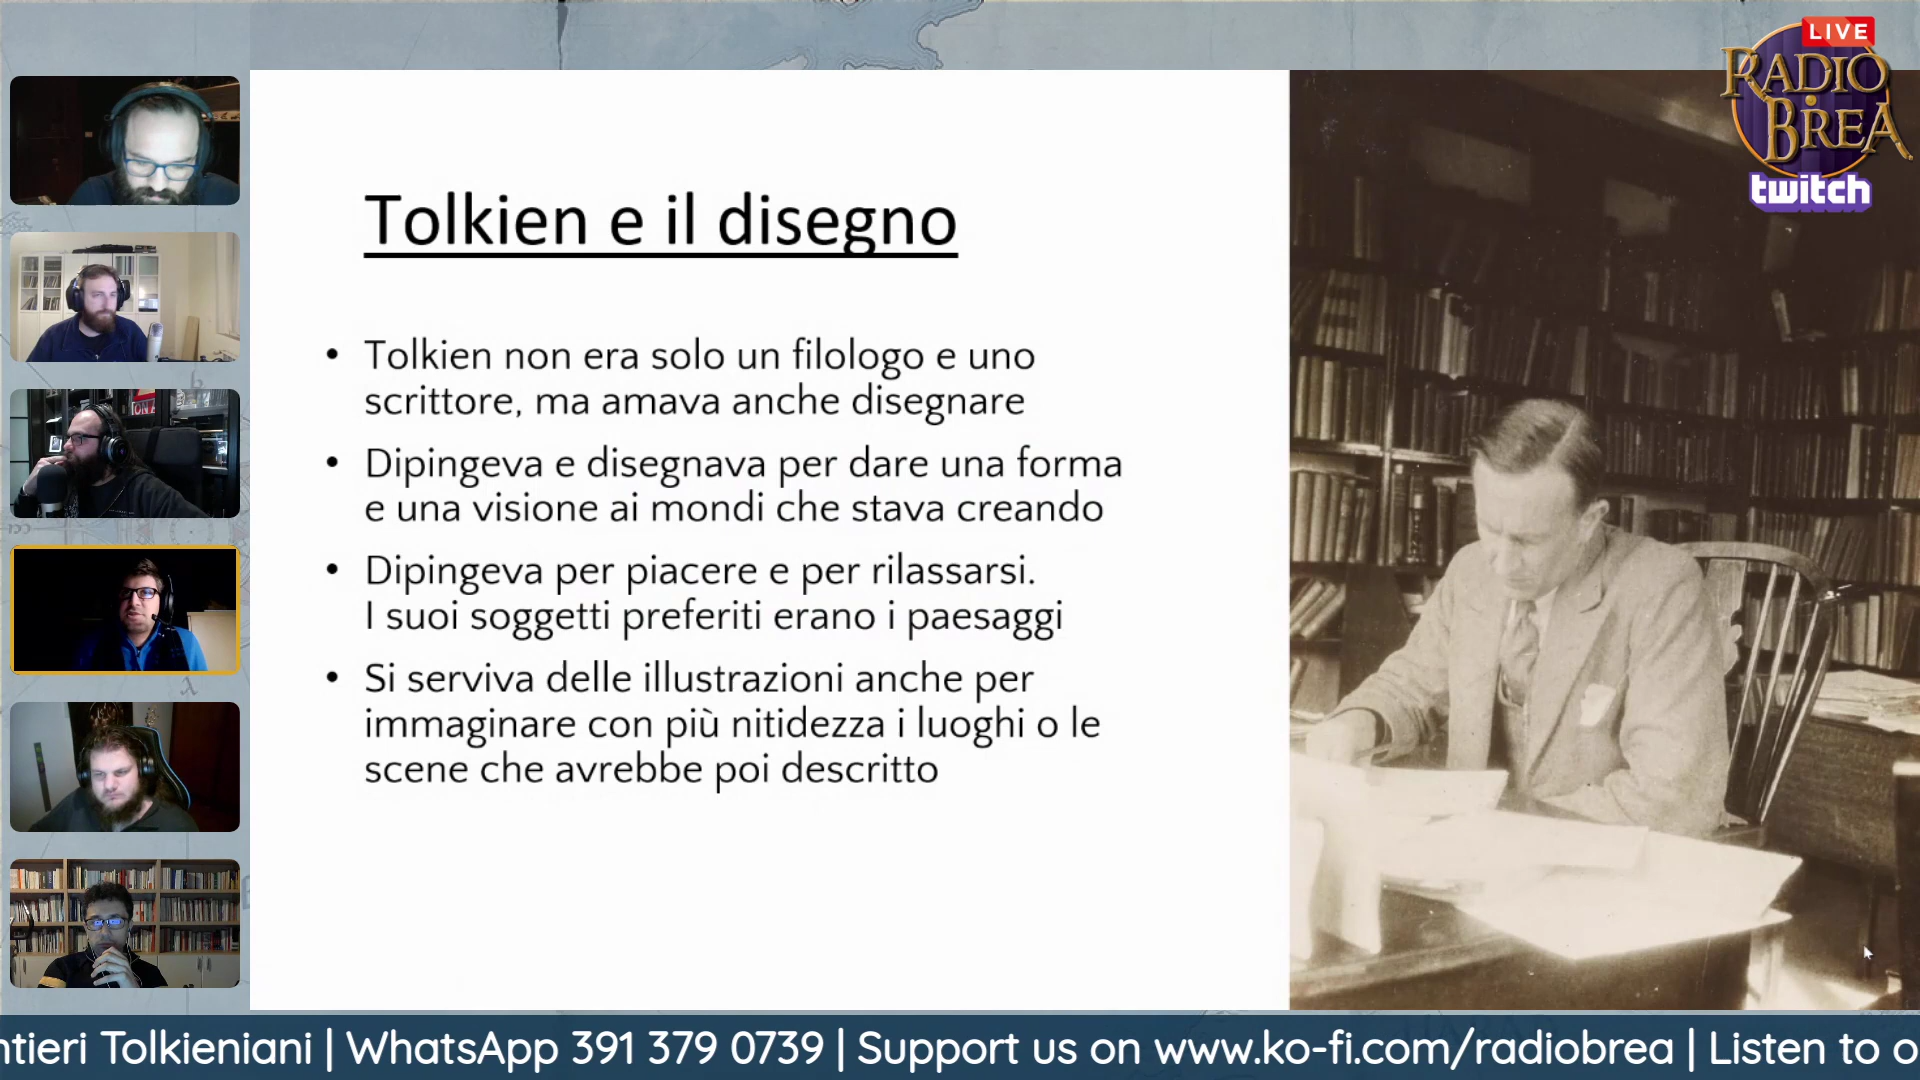 LIVE
RADIO
BREA
twitch
Tolkien e il disegno
• Tolkien non era solo un filologo e uno
scrittore, ma amava anche disegnare
• Dipingeva e disegnava per dare una forma
e una visione ai mondi che stava creando
• Dipingeva per piacere e per rilassarsi.
I suoi soggetti preferiti erano i paesaggi
• Si serviva delle illustrazioni anche per
immaginare con più nitidezza i luoghi o le
scene che avrebbe poi descritto
ntieri Tolkieniani | WhatsApp 391 379 0739 | Support us on www.ko-fi.com/radiobrea | Listen to o